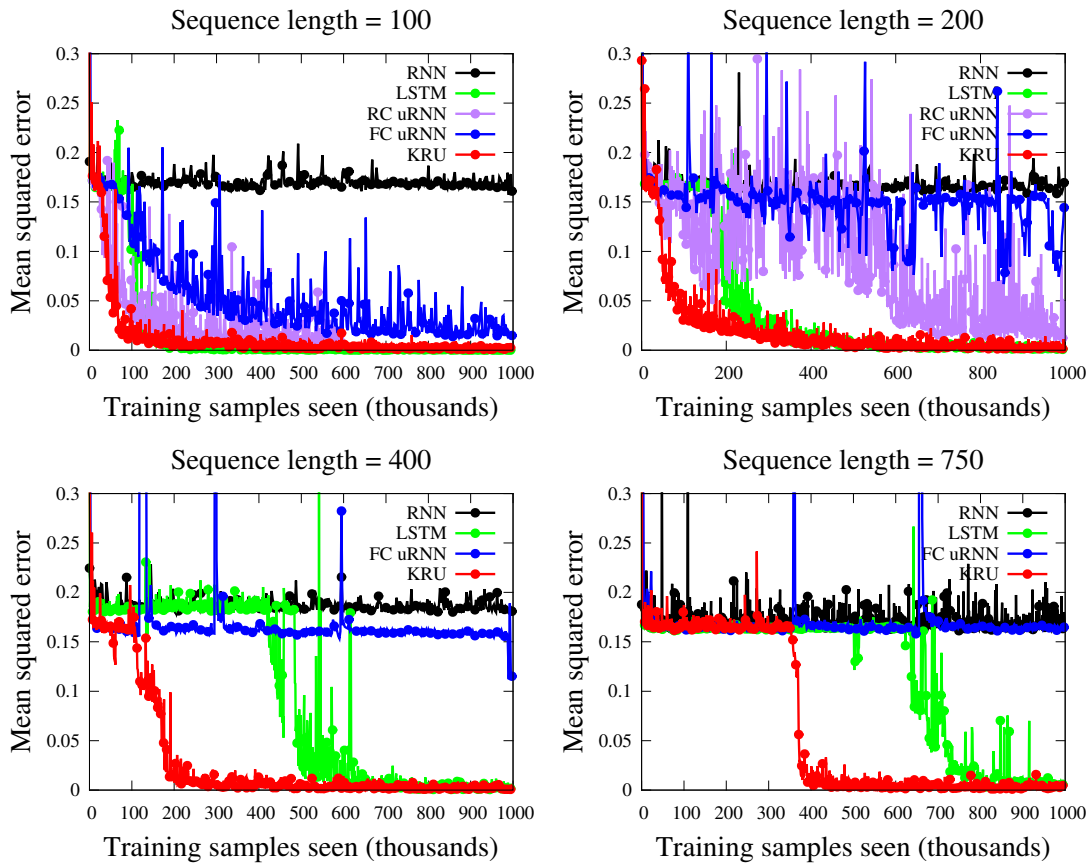 Sequence length = 100
Mean squared error
0.3
0.25
0.2
0.15
0.1
0.05
0
RNN
LSTM
RC uRNN
FC uRNN
KRU
0 100 200 300 400 500 600 700 800 900 1000
Training samples seen (thousands)
Sequence length = 200
Mean squared error
0.3
0.25
0.2
0.15
0.1
0.05
0
RNN
LSTM
RC uRNN
FC uRNN
KRU
0 100 200 300 400 500 600 700 800 900 1000
Training samples seen (thousands)
Sequence length = 400
Mean squared error
0.3
0.25
0.2
0.15
0.1
0.05
0
RNN
LSTM
FC uRNN
KRU
0 100 200 300 400 500 600 700 800 900 1000
Training samples seen (thousands)
Sequence length = 750
Mean squared error
0.3
0.25
0.2
0.15
0.1
0.05
0
RNN
LSTM
FC uRNN
KRU
0 100 200 300 400 500 600 700 800 900 1000
Training samples seen (thousands)